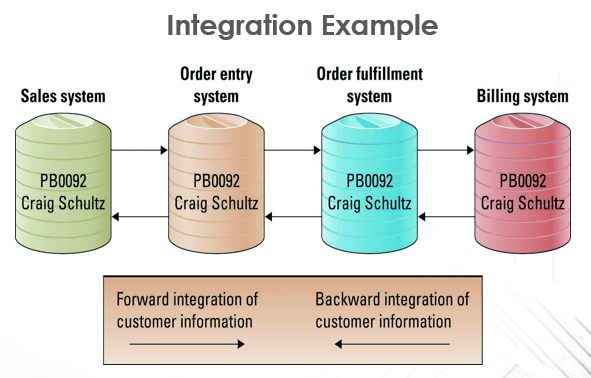 Integration Example
Sales system
Order entry
system
Order fulfillment
system
Billing system
PB0092
Craig Schultz
PB0092
Craig Schultz
PB0092
Craig Schultz
PB0092
Craig Schultz
Forward integration of
customer information
Backward integration of
customer information